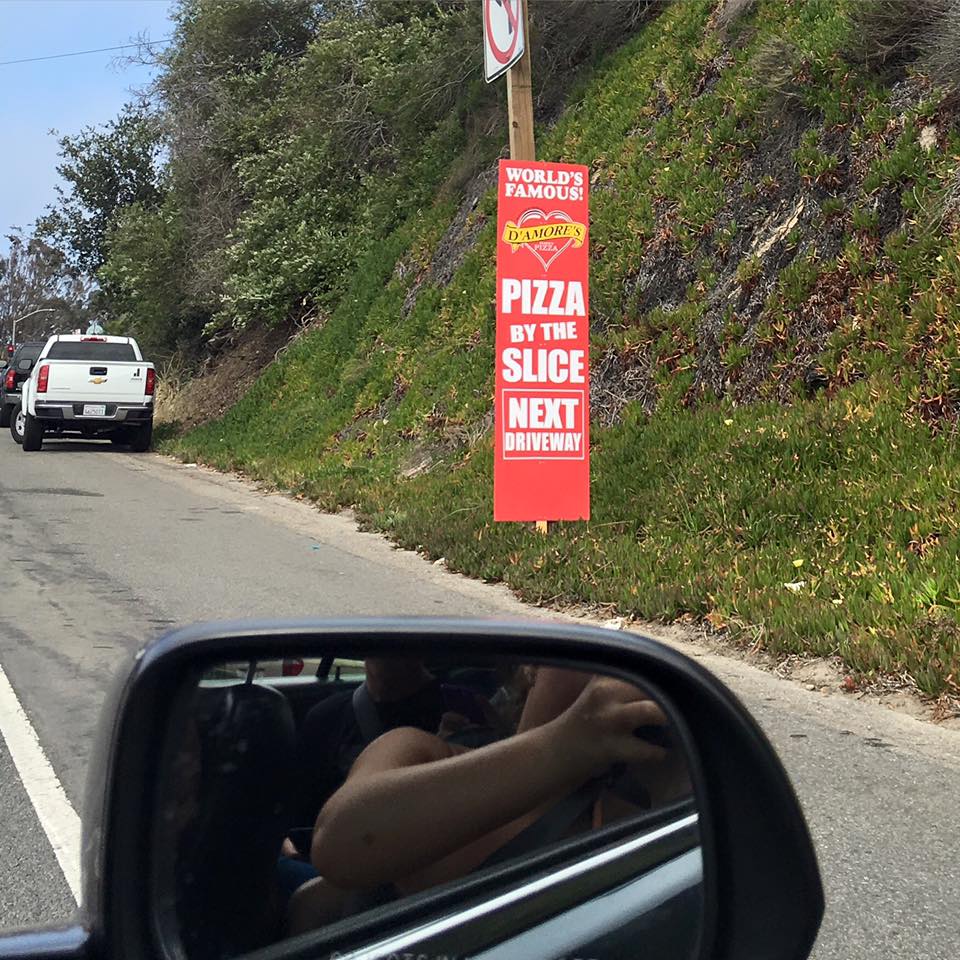 WORLD'S
FAMOUS!
D'AMORE'S
PIZZA
PIZZA
BY THE
SLICE
NEXT
DRIVEWAY